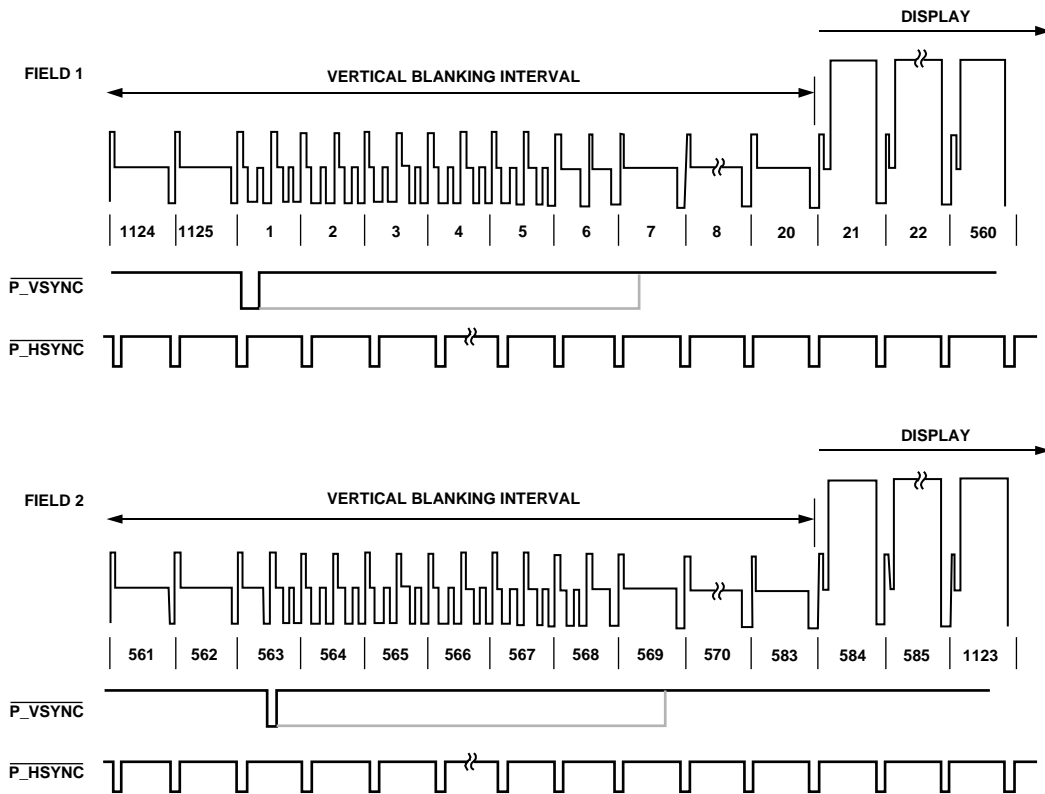 DISPLAY
FIELD 1
VERTICAL BLANKING INTERVAL
1124 1125 1 2 3 4 5 6 7 8 20 21 22 560
P_VSYNC
P_HSYNC
DISPLAY
FIELD 2
VERTICAL BLANKING INTERVAL
561 562 563 564 565 566 567 568 569 570 583 584 585 1123
P_VSYNC
P_HSYNC